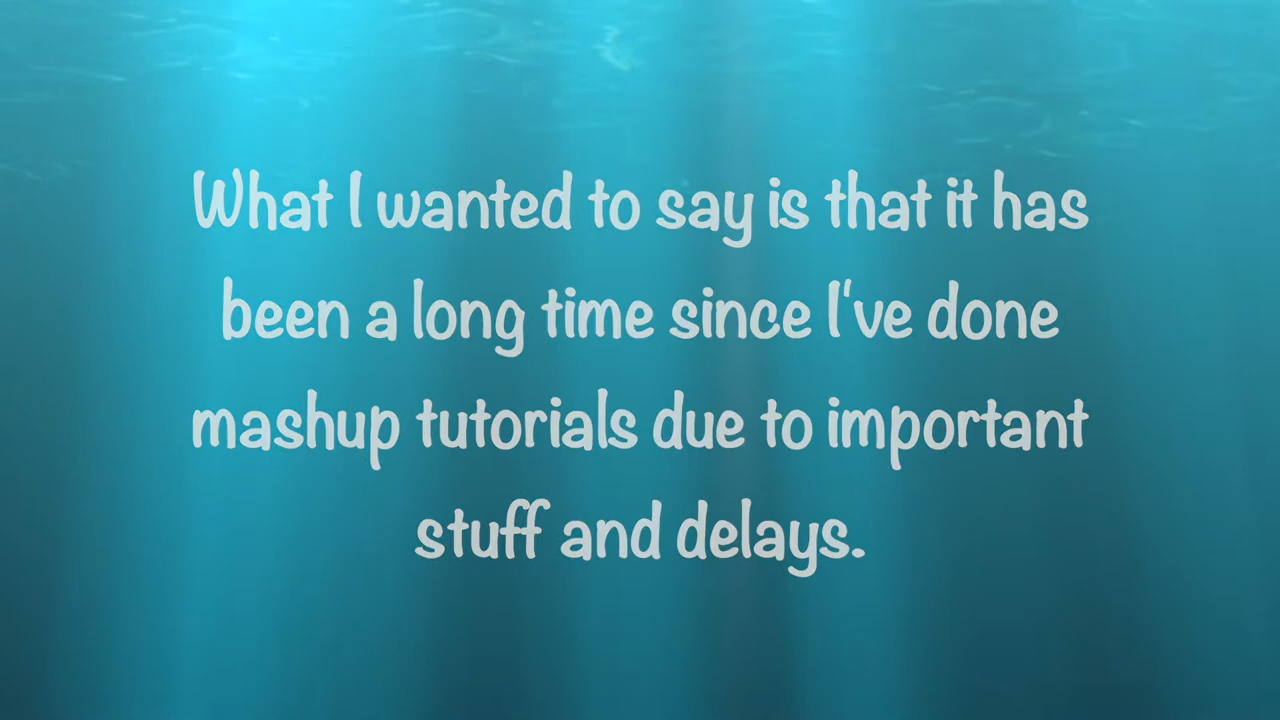 What I wanted to say is that it has
been a long time since I've done
mashup tutorials due to important
stuff and delays.